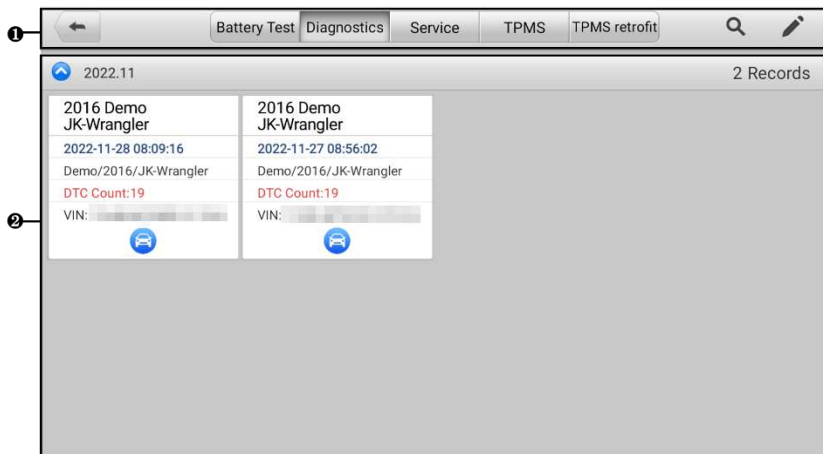 ❶
Battery Test Diagnostics Service TPMS TPMS retrofit
2022.11 2 Records
2016 Demo
JK-Wrangler
2022-11-28 08:09:16
Demo/2016/JK-Wrangler
DTC Count:19
VIN:
2016 Demo
JK-Wrangler
2022-11-27 08:56:02
Demo/2016/JK-Wrangler
DTC Count:19
VIN:
❷